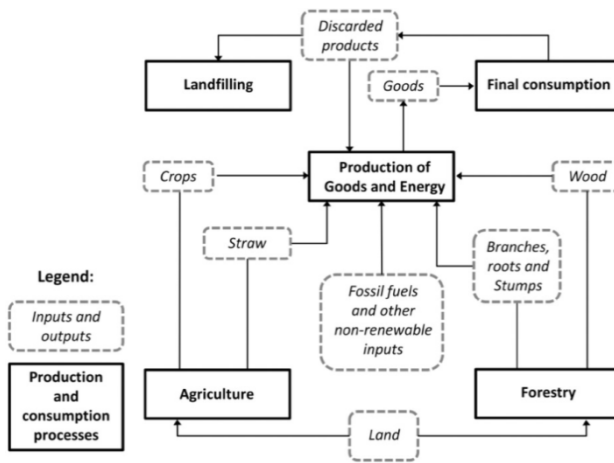 Discarded
products
Landfilling
Goods
Final consumption
Crops
Production of
Goods and Energy
Wood
Straw
Branches,
roots and
Stumps
Legend:
Inputs and
outputs
Fossil fuels
and other
non-renewable
inputs
Production
and
consumption
processes
Agriculture
Forestry
Land